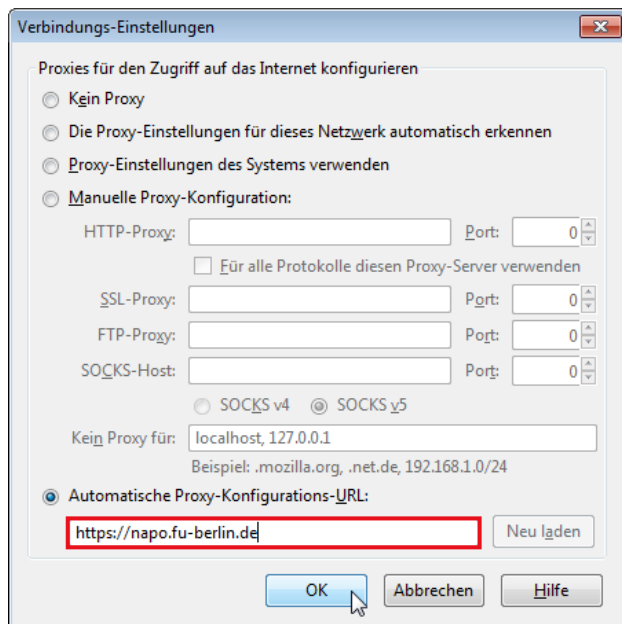 Verbindungs-Einstellungen
Proxies für den Zugriff auf das Internet konfigurieren
Kein Proxy
Die Proxy-Einstellungen für dieses Netzwerk automatisch erkennen
Proxy-Einstellungen des Systems verwenden
Manuelle Proxy-Konfiguration:
HTTP-Proxy: Port: 0
Für alle Protokolle diesen Proxy-Server verwenden
SSL-Proxy: Port: 0
FTP-Proxy: Port: 0
SOCKS-Host: Port: 0
SOCKS v4 SOCKS v5
Kein Proxy für: localhost, 127.0.0.1
Beispiel: .mozilla.org, .net.de, 192.168.1.0/24
Automatische Proxy-Konfigurations-URL:
https://napo.fu-berlin.de Neu laden
OK Abbrechen Hilfe